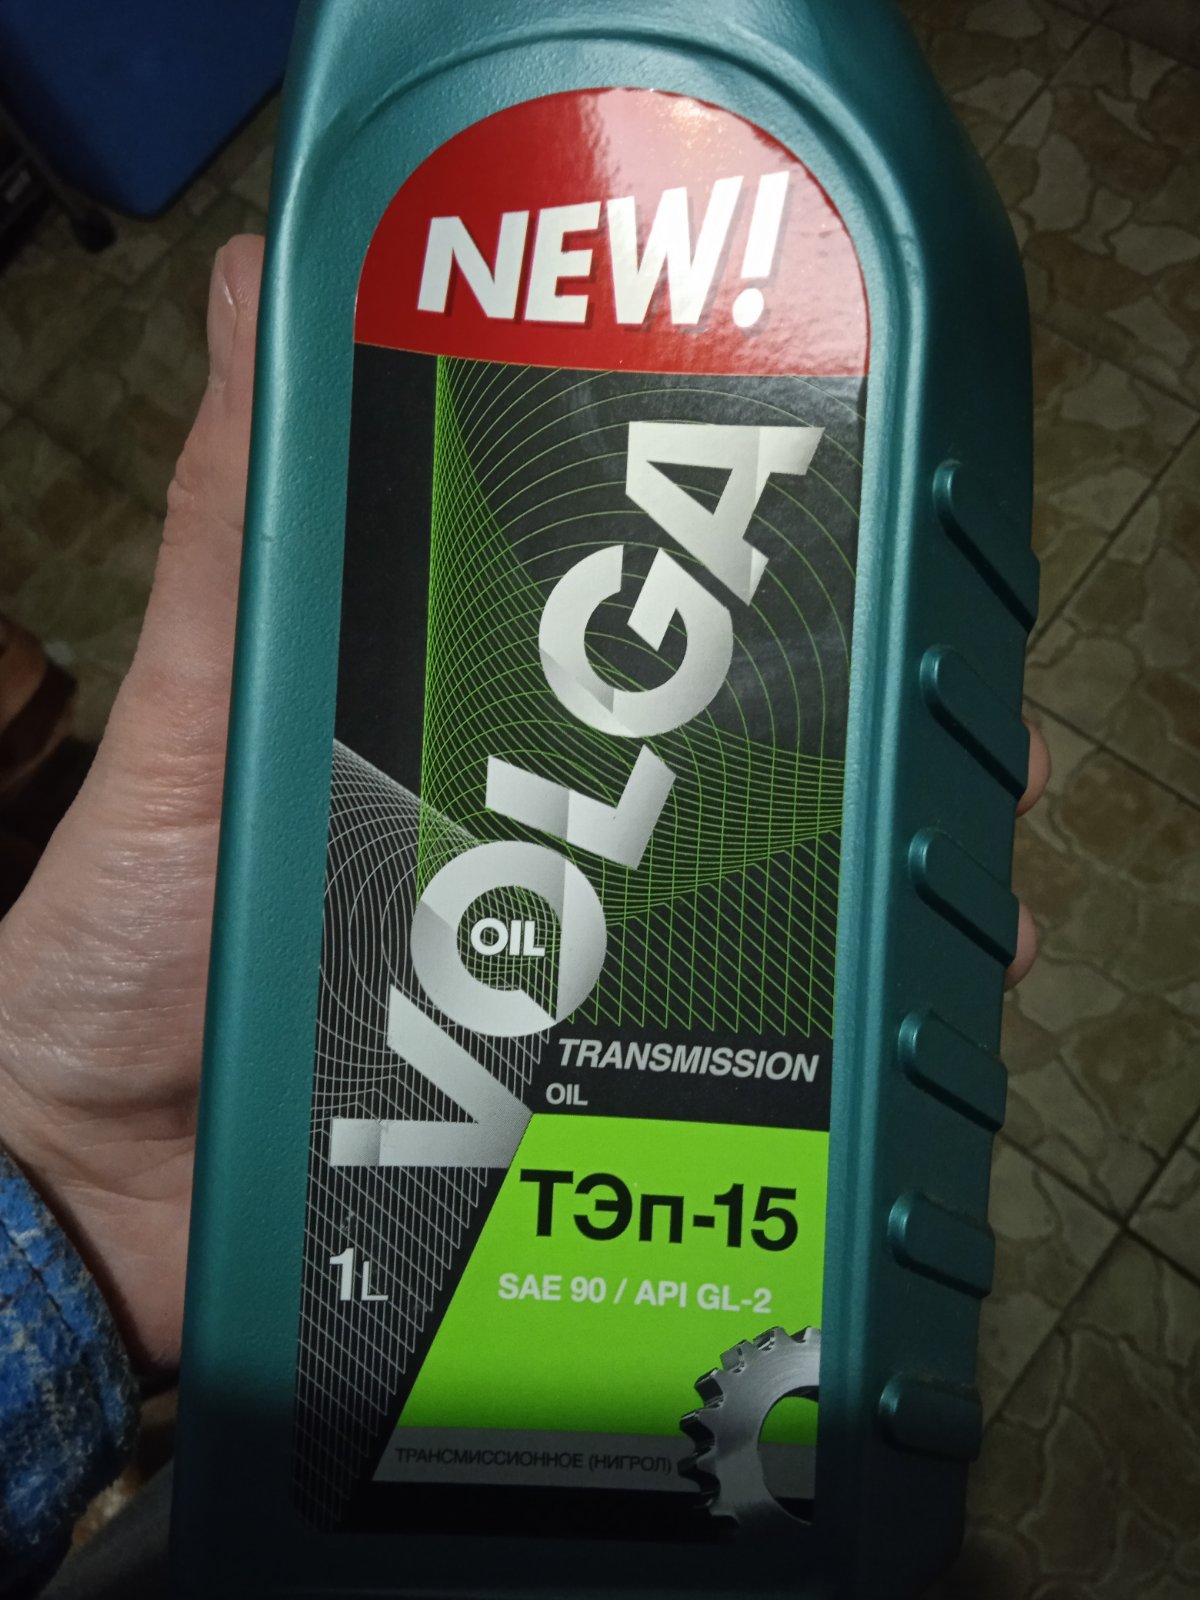 NEW!
VOLGA
OIL
TRANSMISSION
OIL
ТЭп-15
SAE 90 / API GL-2
1L
ТРАНСМИССИОННОЕ (НИГРОЛ)